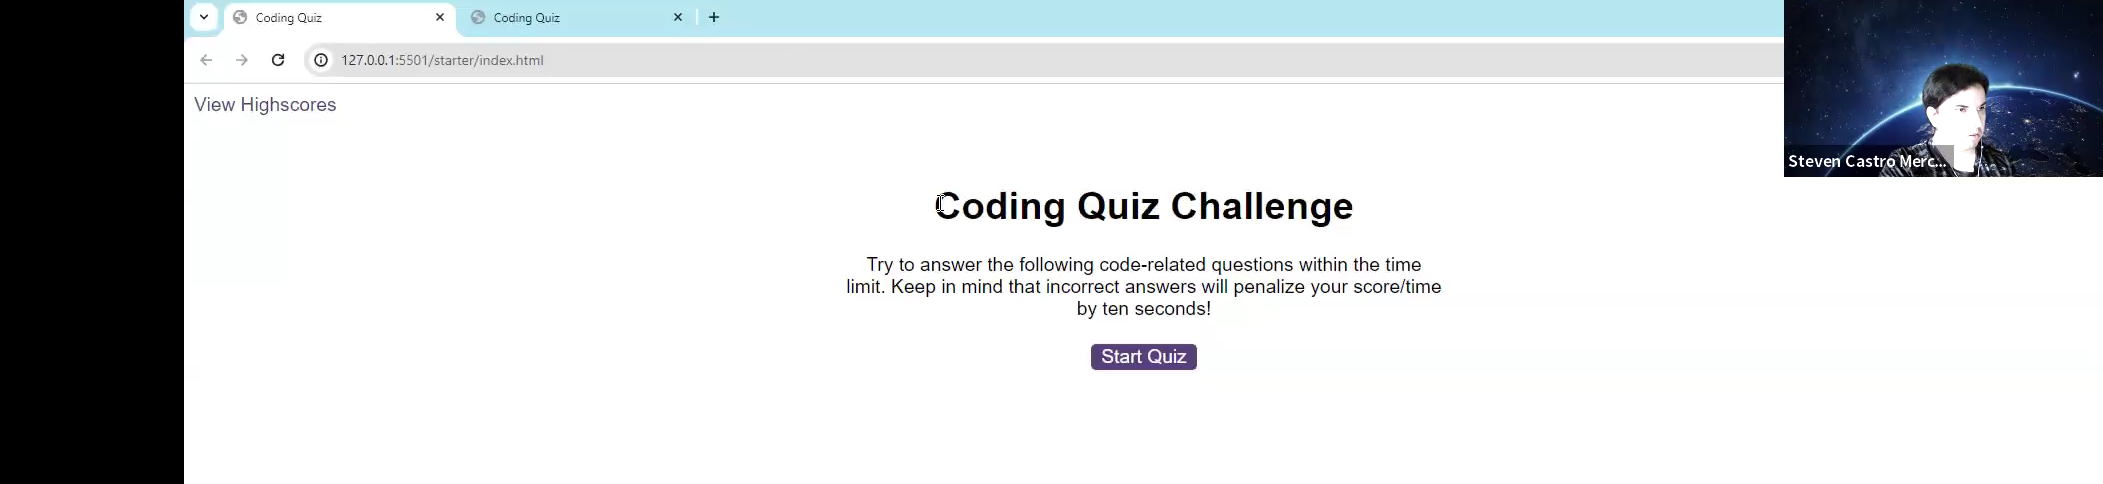 Coding Quiz
Coding Quiz
127.0.0.1:5501/starter/index.html
View Highscores
Steven Castro Merc...
Coding Quiz Challenge
Try to answer the following code-related questions within the time
limit. Keep in mind that incorrect answers will penalize your score/time
by ten seconds!
Start Quiz